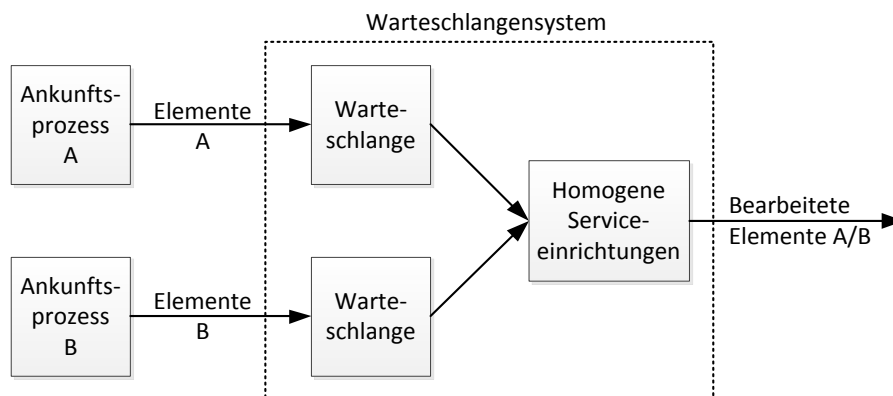 Warteschlangensystem
Ankunfts-
prozess
A
Elemente
A
Warte-
schlange
Homogene
Service-
einrichtungen
Bearbeitete
Elemente A/B
Ankunfts-
prozess
B
Elemente
B
Warte-
schlange